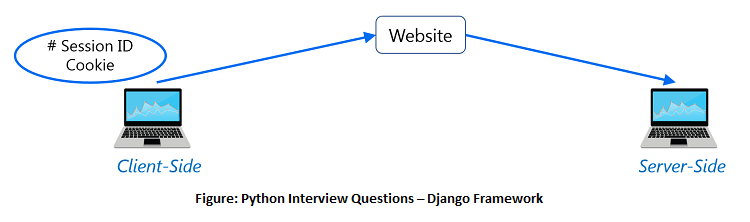 # Session ID
Cookie
Website
Client-Side
Server-Side
Figure: Python Interview Questions – Django Framework